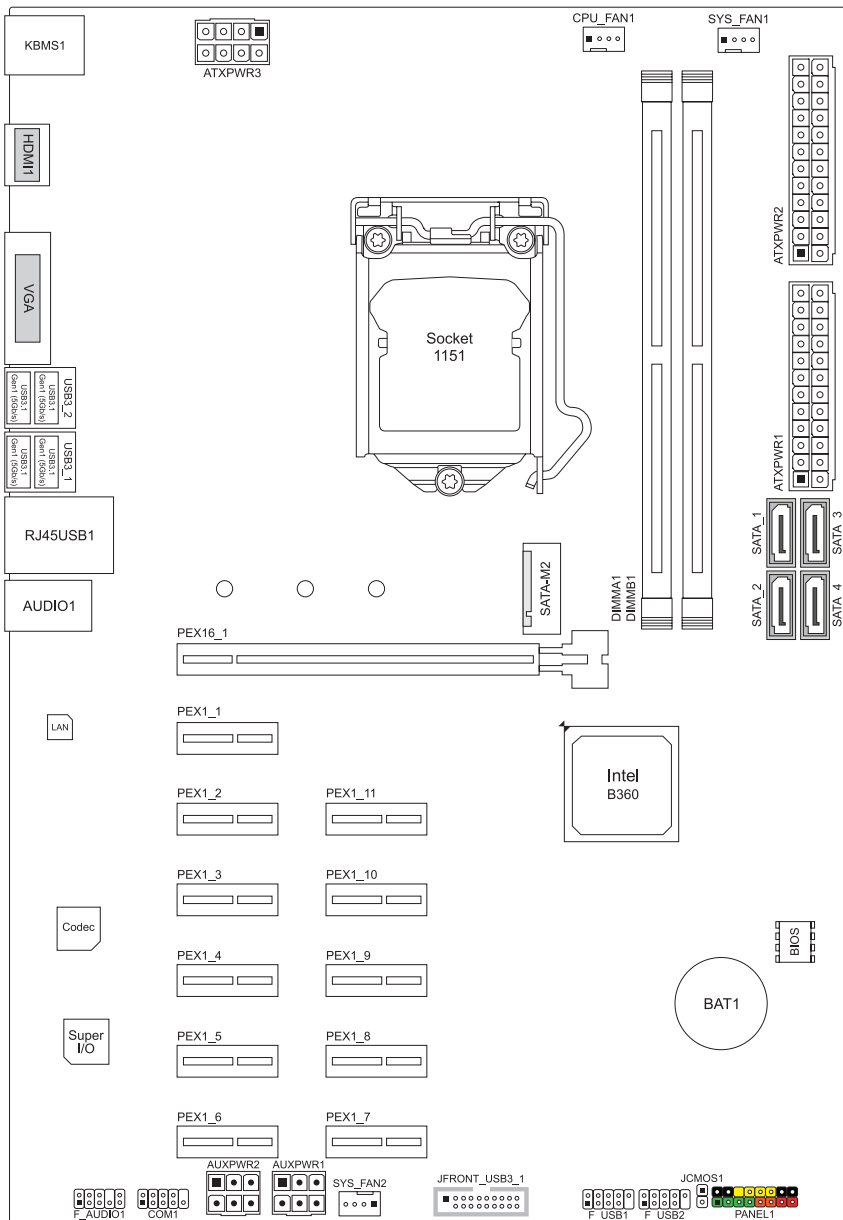 KBMS1
ATXPWR3
CPU_FAN1
SYS_FAN1
HDMI1
ATXPWR2
VGA
Socket
1151
USB3_2
USB3.1
Gen1 (5Gb/s)
USB3.1
Gen1 (5Gb/s)
USB3_1
USB3.1
Gen1 (5Gb/s)
USB3.1
Gen1 (5Gb/s)
ATXPWR1
RJ45USB1
SATA_1
SATA_3
AUDIO1
SATA-M2
DIMMA1
DIMMB1
SATA_2
SATA_4
PEX16_1
LAN
PEX1_1
Intel
B360
PEX1_2
PEX1_11
PEX1_3
PEX1_10
Codec
BIOS
PEX1_4
PEX1_9
BAT1
Super
I/O
PEX1_5
PEX1_8
PEX1_6
PEX1_7
AUXPWR2
AUXPWR1
SYS_FAN2
JFRONT_USB3_1
JCMOS1
F_AUDIO1
COM1
F_USB1
F_USB2
PANEL1